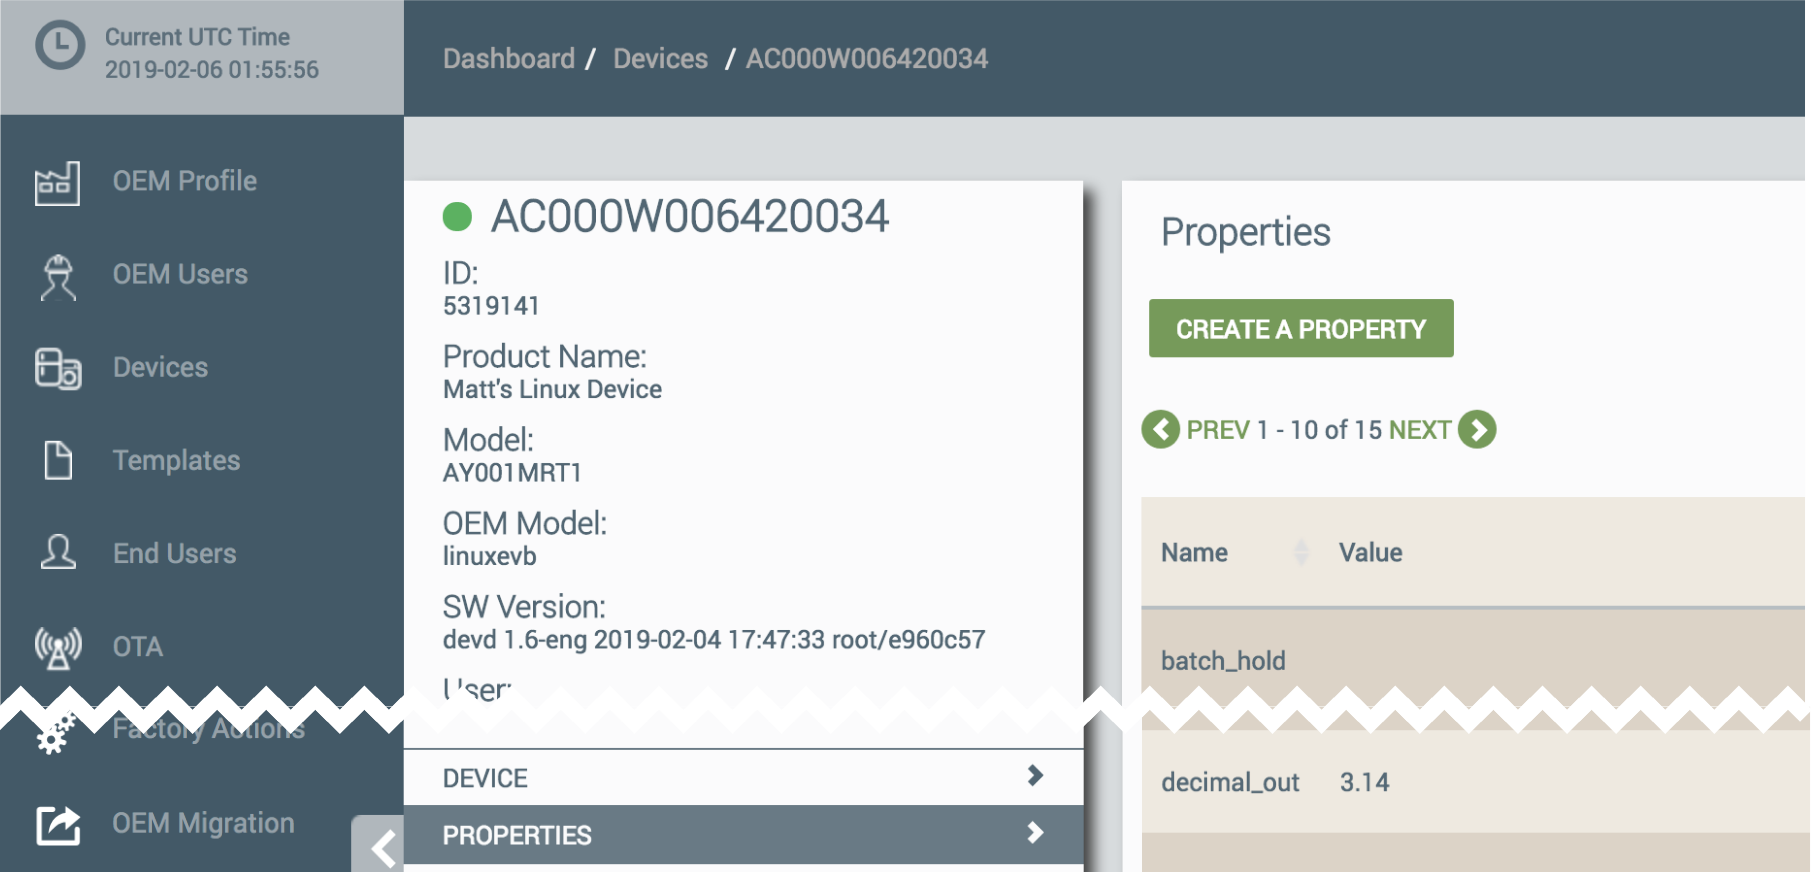 Current UTC Time
2019-02-06 01:55:56
Dashboard / Devices / AC000W006420034
OEM Profile
OEM Users
Devices
Templates
End Users
OTA
Factory Actions
OEM Migration
AC000W006420034
ID:
5319141
Product Name:
Matt's Linux Device
Model:
AY001MRT1
OEM Model:
linuxevb
SW Version:
devd 1.6-eng 2019-02-04 17:47:33 root/e960c57
User:
DEVICE
PROPERTIES
Properties
CREATE A PROPERTY
PREV 1 - 10 of 15 NEXT
Name Value
batch_hold
decimal_out 3.14